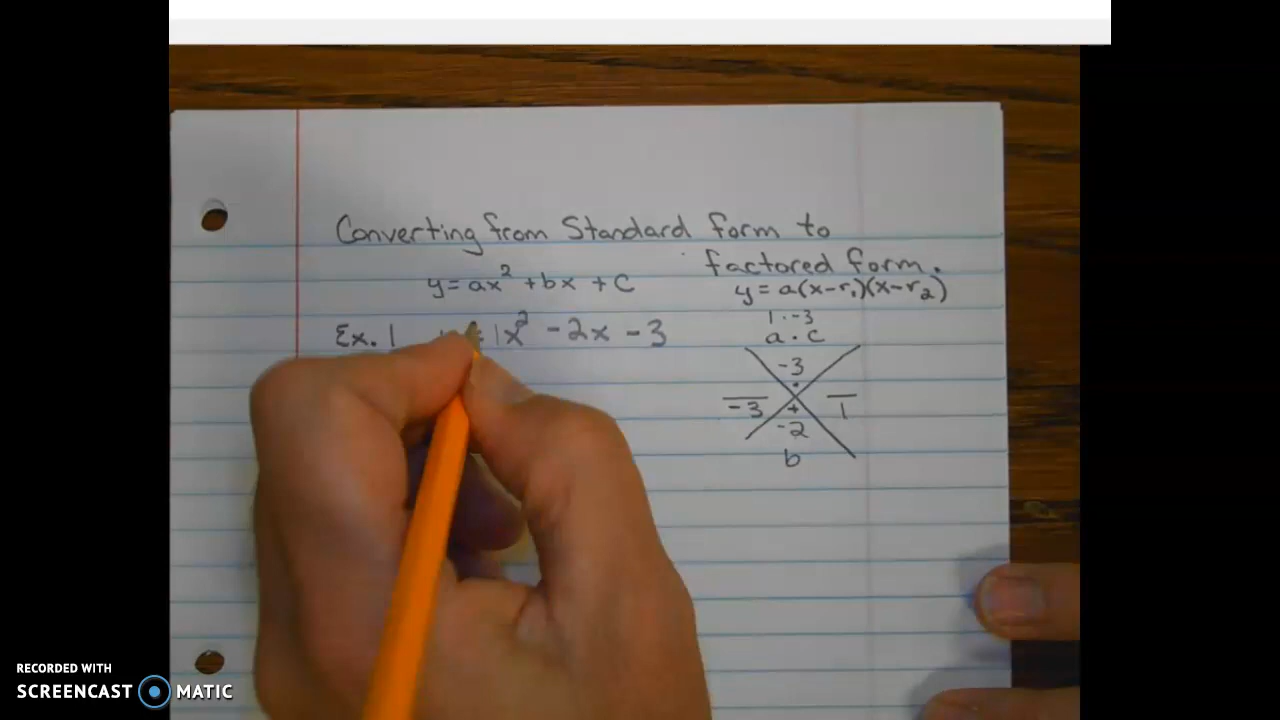 Converting from Standard form to
factored form.
y = ax² + bx + C
y = a(x-r₁)(x-r₂)
Ex. 1
1x² - 2x - 3
1 · -3
a · c
-3
·
-3 + 1
-2
b
RECORDED WITH
SCREENCAST MATIC